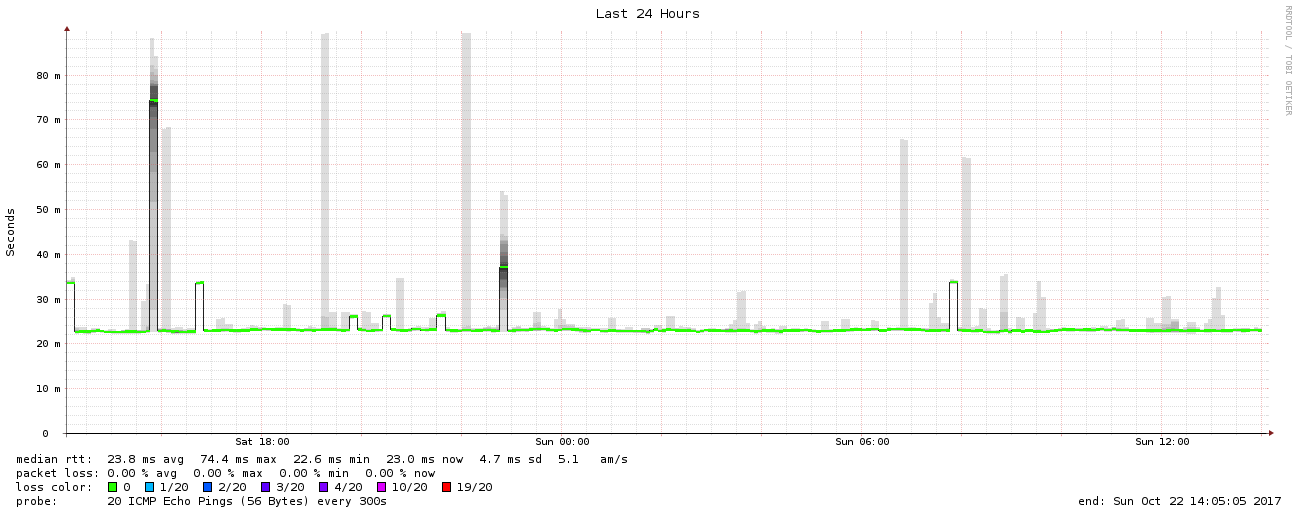 Last 24 Hours
RRDTOOL / TOBI OETIKER
Seconds
80 m
70 m
60 m
50 m
40 m
30 m
20 m
10 m
0
Sat 18:00 Sun 00:00 Sun 06:00 Sun 12:00
median rtt: 23.8 ms avg 74.4 ms max 22.6 ms min 23.0 ms now 4.7 ms sd 5.1 am/s
packet loss: 0.00 % avg 0.00 % max 0.00 % min 0.00 % now
loss color: 0 1/20 2/20 3/20 4/20 10/20 19/20
probe: 20 ICMP Echo Pings (56 Bytes) every 300s end: Sun Oct 22 14:05:05 2017